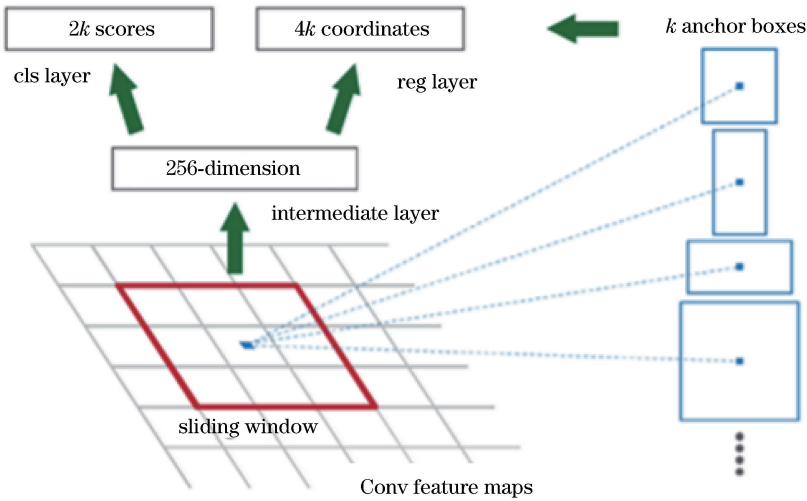 2k scores
4k coordinates
k anchor boxes
cls layer
reg layer
256-dimension
intermediate layer
sliding window
Conv feature maps